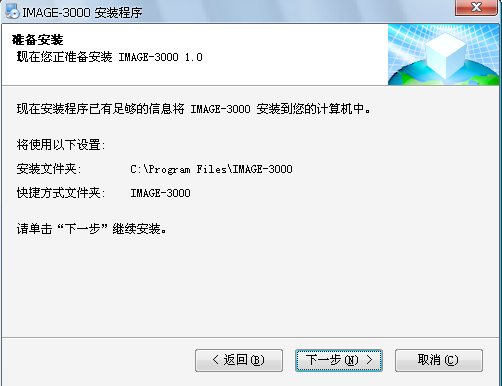 IMAGE-3000 安装程序
准备安装
现在您正准备安装 IMAGE-3000 1.0
现在安装程序已有足够的信息将 IMAGE-3000 安装到您的计算机中。
将使用以下设置:
安装文件夹: C:\Program Files\IMAGE-3000
快捷方式文件夹: IMAGE-3000
请单击“下一步”继续安装。
< 返回(B) 下一步(N) > 取消(C)